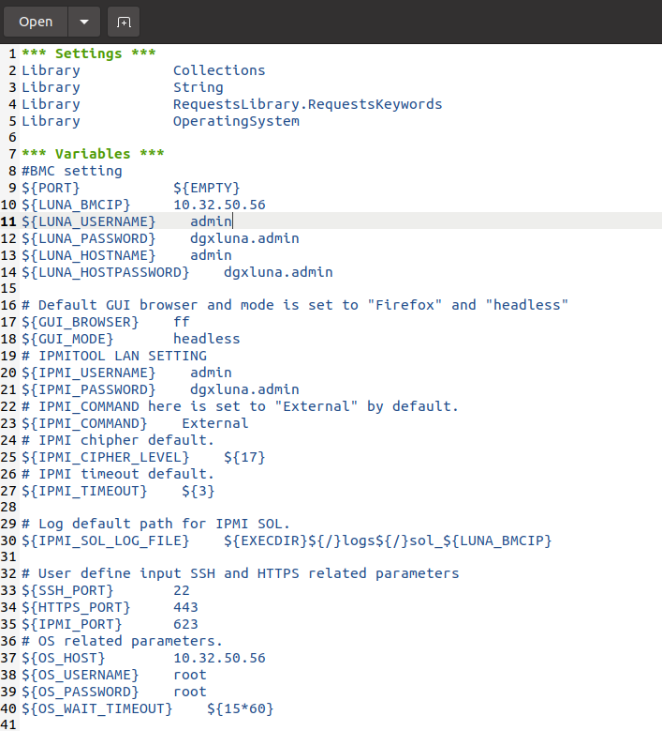 Open
1 *** Settings ***
2 Library           Collections
3 Library           String
4 Library           RequestsLibrary.RequestsKeywords
5 Library           OperatingSystem
6
7 *** Variables ***
8 #BMC setting
9 ${PORT}           ${EMPTY}
10 ${LUNA_BMCIP}     10.32.50.56
11 ${LUNA_USERNAME}    admin
12 ${LUNA_PASSWORD}    dgxluna.admin
13 ${LUNA_HOSTNAME}    admin
14 ${LUNA_HOSTPASSWORD}    dgxluna.admin
15
16 # Default GUI browser and mode is set to "Firefox" and "headless"
17 ${GUI_BROWSER}    ff
18 ${GUI_MODE}       headless
19 # IPMITOOL LAN SETTING
20 ${IPMI_USERNAME}    admin
21 ${IPMI_PASSWORD}    dgxluna.admin
22 # IPMI_COMMAND here is set to "External" by default.
23 ${IPMI_COMMAND}    External
24 # IPMI chipher default.
25 ${IPMI_CIPHER_LEVEL}    ${17}
26 # IPMI timeout default.
27 ${IPMI_TIMEOUT}    ${3}
28
29 # Log default path for IPMI SOL.
30 ${IPMI_SOL_LOG_FILE}    ${EXECDIR}${/}logs${/}sol_${LUNA_BMCIP}
31
32 # User define input SSH and HTTPS related parameters
33 ${SSH_PORT}       22
34 ${HTTPS_PORT}     443
35 ${IPMI_PORT}      623
36 # OS related parameters.
37 ${OS_HOST}        10.32.50.56
38 ${OS_USERNAME}    root
39 ${OS_PASSWORD}    root
40 ${OS_WAIT_TIMEOUT}    ${15*60}
41